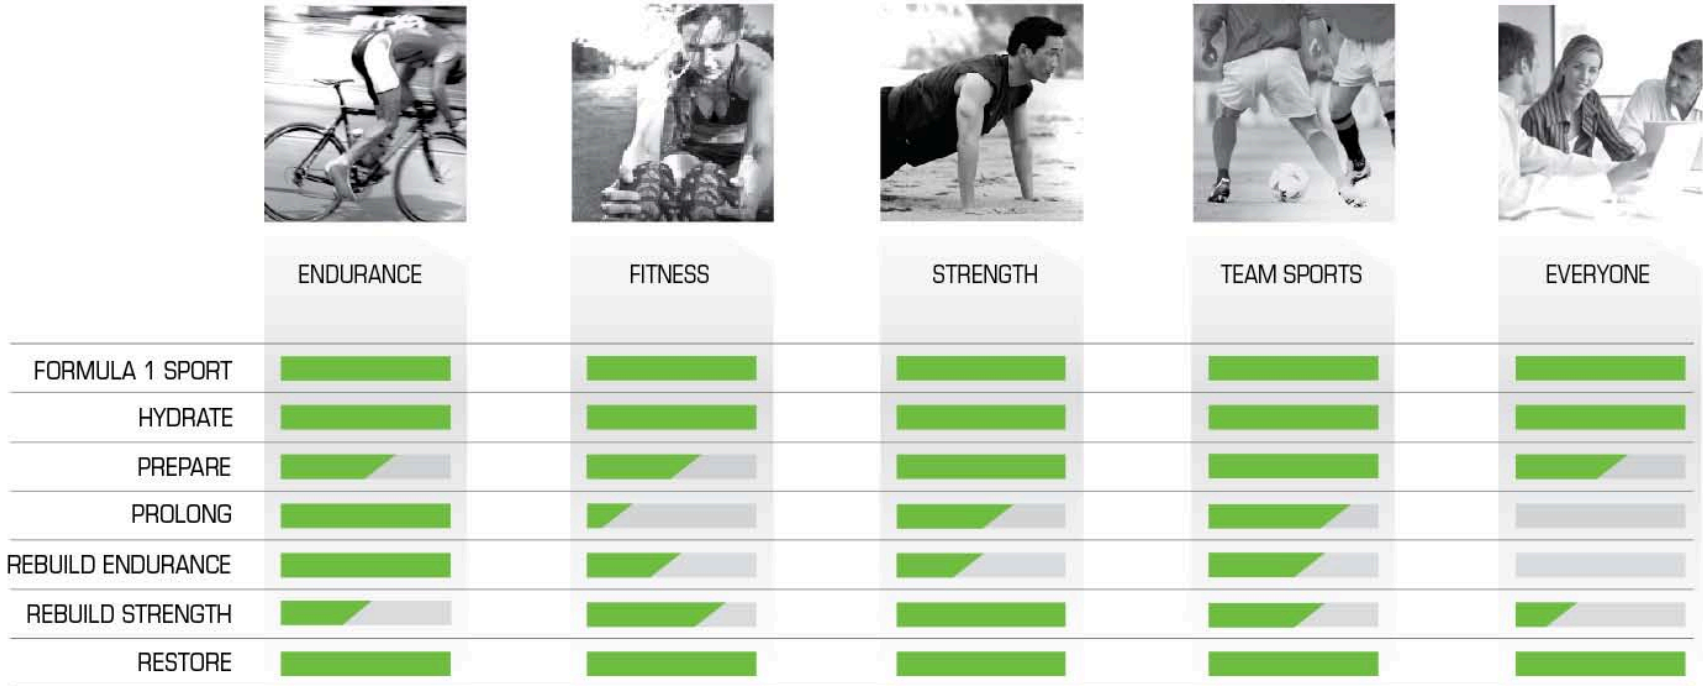 ENDURANCE
FITNESS
STRENGTH
TEAM SPORTS
EVERYONE
FORMULA 1 SPORT
HYDRATE
PREPARE
PROLONG
REBUILD ENDURANCE
REBUILD STRENGTH
RESTORE